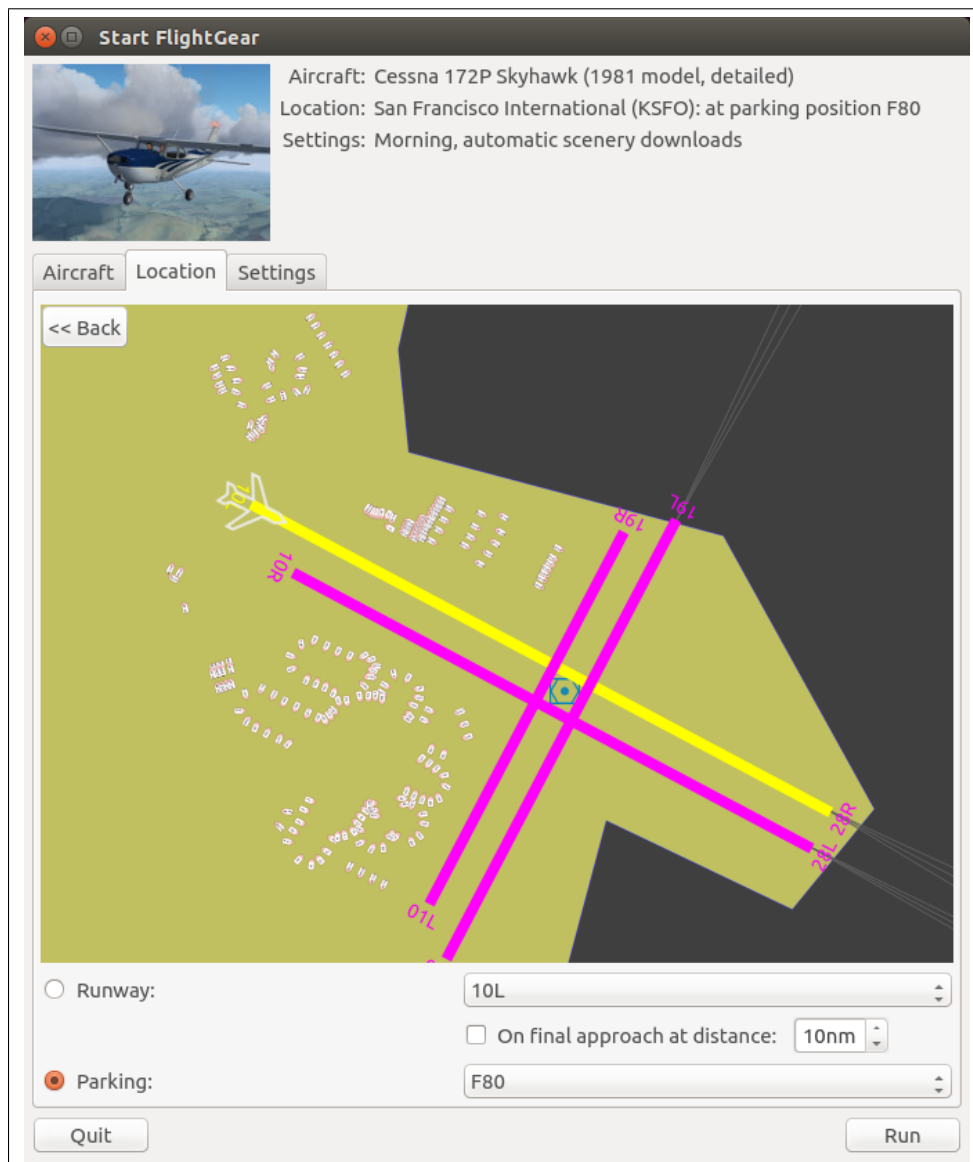 Start FlightGear
Aircraft: Cessna 172P Skyhawk (1981 model, detailed)
Location: San Francisco International (KSFO): at parking position F80
Settings: Morning, automatic scenery downloads
Aircraft Location Settings
<< Back
10L
19L
19R
10R
28R
28L
01L
Runway: 10L
On final approach at distance: 10nm
Parking: F80
Quit Run